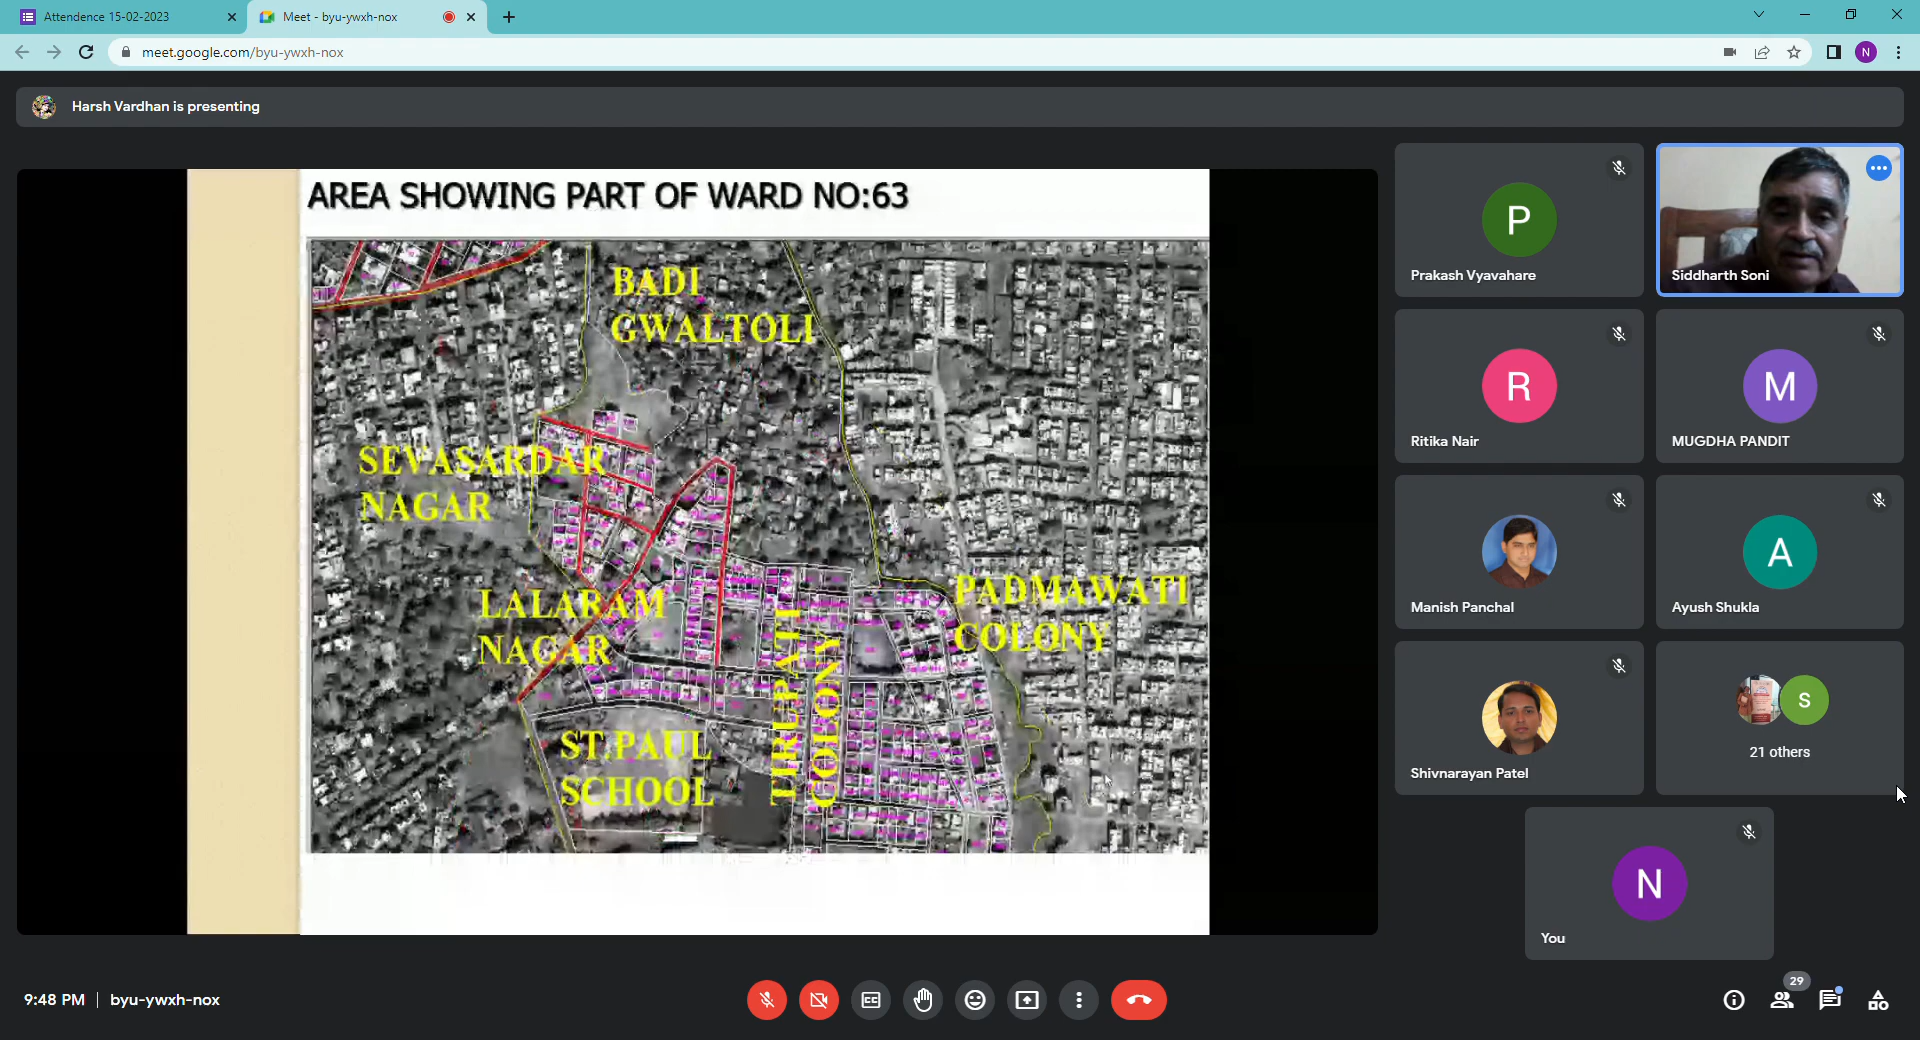 Attendence 15-02-2023
Meet - byu-ywxh-nox
meet.google.com/byu-ywxh-nox
N
Harsh Vardhan is presenting
AREA SHOWING PART OF WARD NO:63
BADI
GWALTOLI
SEVASARDAR
NAGAR
LALARAM
NAGAR
PADMAWATI
COLONY
TIRUPATI
COLONY
ST.PAUL
SCHOOL
P
Prakash Vyavahare
Siddharth Soni
R
Ritika Nair
M
MUGDHA PANDIT
Manish Panchal
A
Ayush Shukla
Shivnarayan Patel
S
21 others
N
You
9:48 PM | byu-ywxh-nox
CC
29